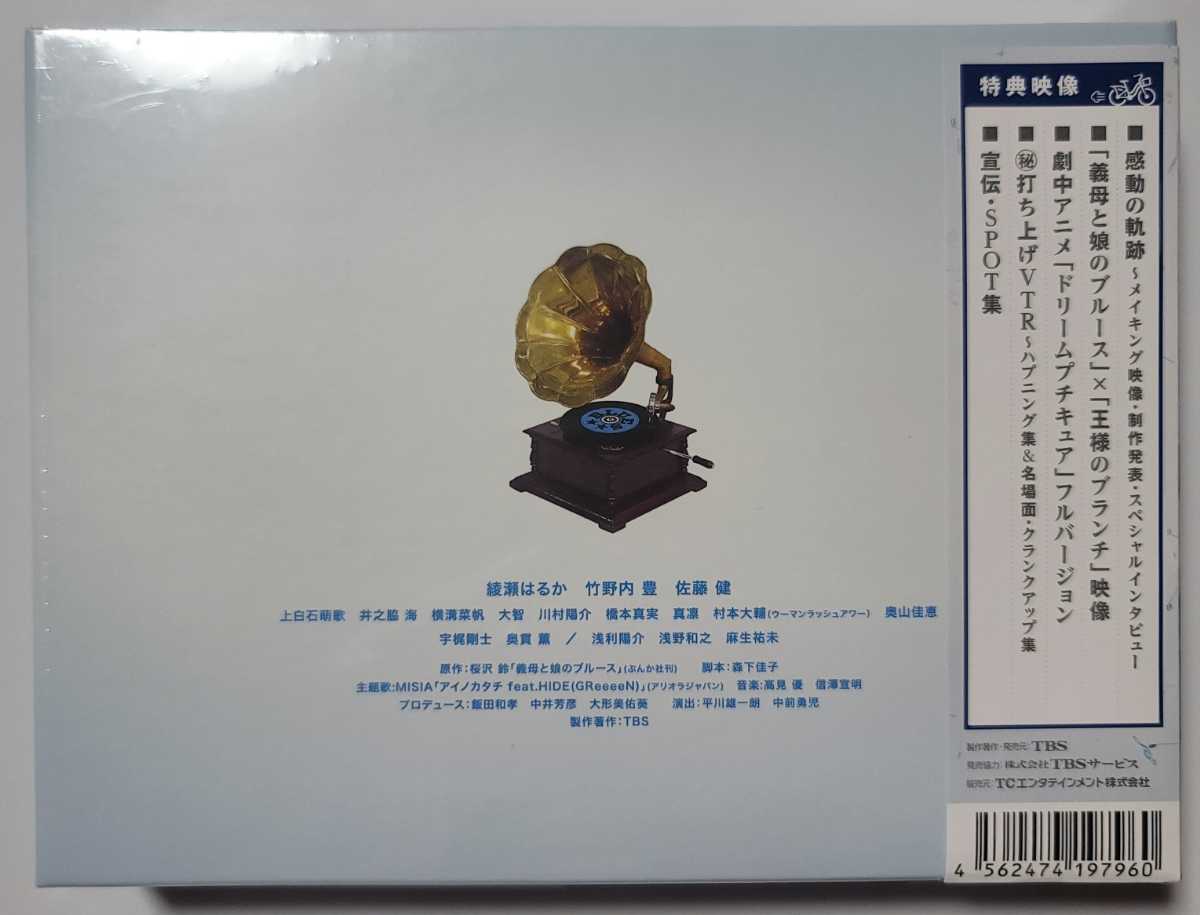 特典映像
■感動の軌跡 ～メイキング映像・制作発表・スペシャルインタビュー
■「義母と娘のブルース」×「王様のブランチ」映像
■劇中アニメ「ドリームプチキュア」フルバージョン
■㊙打ち上げVTR～ハプニング集&名場面・クランクアップ集
■宣伝・SPOT集
綾瀬はるか 竹野内 豊 佐藤 健
上白石萌歌 井之脇 海 横溝菜帆 大智 川村陽介 橋本真実 真凛 村本大輔(ウーマンラッシュアワー) 奥山佳恵
宇梶剛士 奥貫 薫 / 浅利陽介 浅野和之 麻生祐未
原作:桜沢 鈴「義母と娘のブルース」(ぶんか社刊) 脚本:森下佳子
主題歌:MISIA「アイノカタチ feat.HIDE(GReeeeN)」(アリオラジャパン) 音楽:高見 優 信澤宣明
プロデュース:飯田和孝 中井芳彦 大形美佑葵 演出:平川雄一朗 中前勇児
製作著作:TBS
製作著作・発売元:TBS
発売協力:株式会社TBSサービス
販売元:TCエンタテインメント株式会社
4 562474 197960